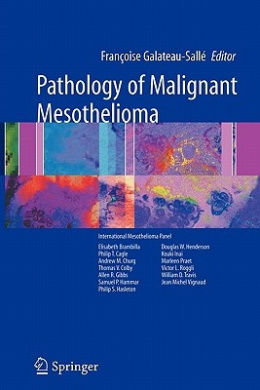 Françoise Galateau-Sallé Editor
Pathology of Malignant
Mesothelioma
International Mesothelioma Panel
Elisabeth Brambilla
Philip T. Cagle
Andrew M. Churg
Thomas V. Colby
Allen R. Gibbs
Samuel P. Hammar
Philip S. Hasleton
Douglas W. Henderson
Kouki Inai
Marleen Praet
Victor L. Roggli
William D. Travis
Jean Michel Vignaud
Springer